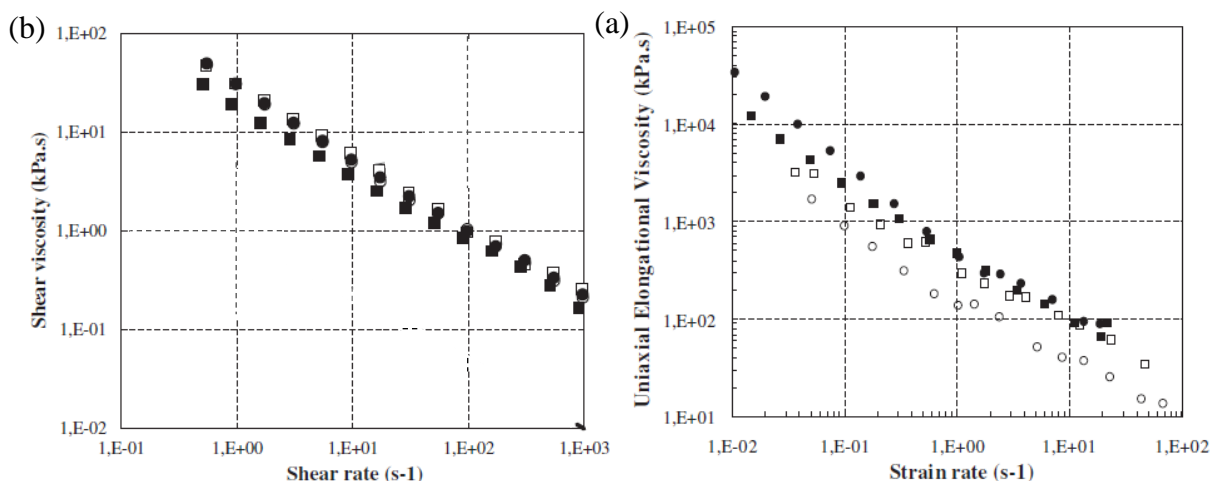 (b)
Shear viscosity (kPa.s)
1,E+02
1,E+01
1,E+00
1,E-01
1,E-02
1,E-01
1,E+00
1,E+01
1,E+02
1,E+03
Shear rate (s-1)
(a)
Uniaxial Elongational Viscosity (kPa.s)
1,E+05
1,E+04
1,E+03
1,E+02
1,E+01
1,E-02
1,E-01
1,E+00
1,E+01
1,E+02
Strain rate (s-1)